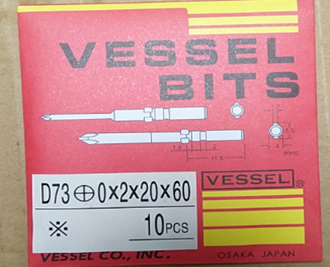 VESSEL
BITS
D73⊕0×2×20×60
※ 10PCS
VESSEL®
VESSEL CO., INC.
OSAKA JAPAN